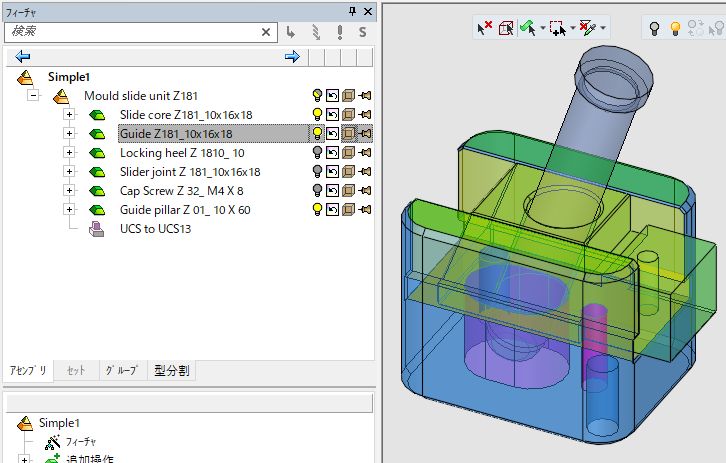 フィーチャ
検索
S
Simple1
Mould slide unit Z181
Slide core Z181_10x16x18
Guide Z181_10x16x18
Locking heel Z 1810_ 10
Slider joint Z 181_10x16x18
Cap Screw Z 32_ M4 X 8
Guide pillar Z 01_ 10 X 60
UCS to UCS13
アセンブリ セット グループ 型分割
Simple1
フィーチャ
追加操作